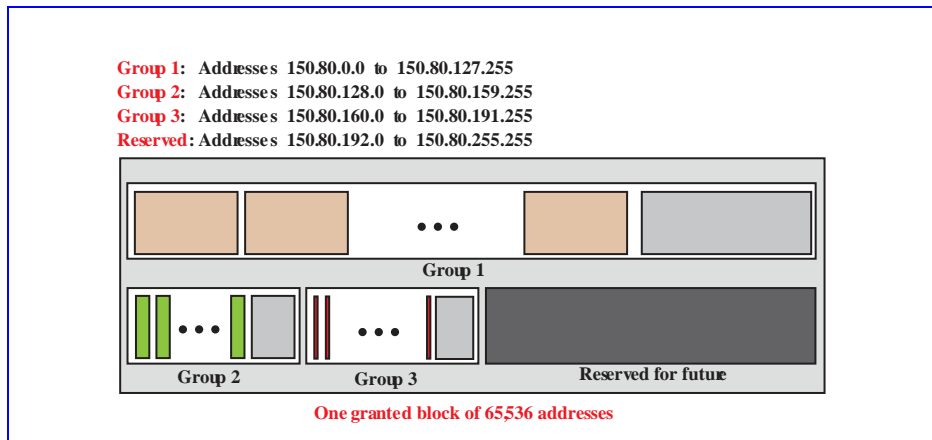 Group 1: Addresses 150.80.0.0 to 150.80.127.255
Group 2: Addresses 150.80.128.0 to 150.80.159.255
Group 3: Addresses 150.80.160.0 to 150.80.191.255
Reserved: Addresses 150.80.192.0 to 150.80.255.255
• • •
Group 1
• • •
• • •
Group 2
Group 3
Reserved for future
One granted block of 65,536 addresses